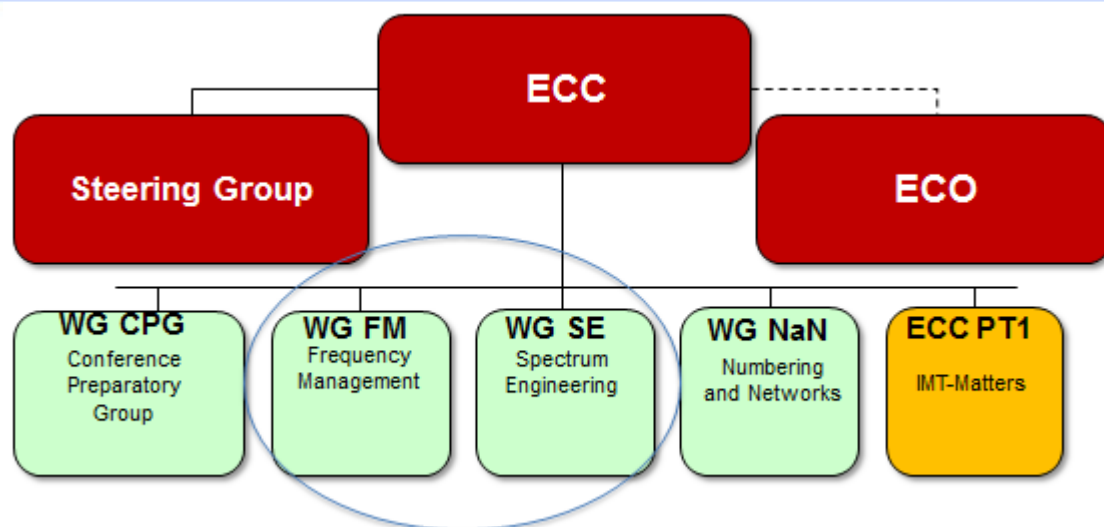 ECC
Steering Group
ECO
WG CPG
Conference
Preparatory
Group
WG FM
Frequency
Management
WG SE
Spectrum
Engineering
WG NaN
Numbering
and Networks
ECC PT1
IMT-Matters